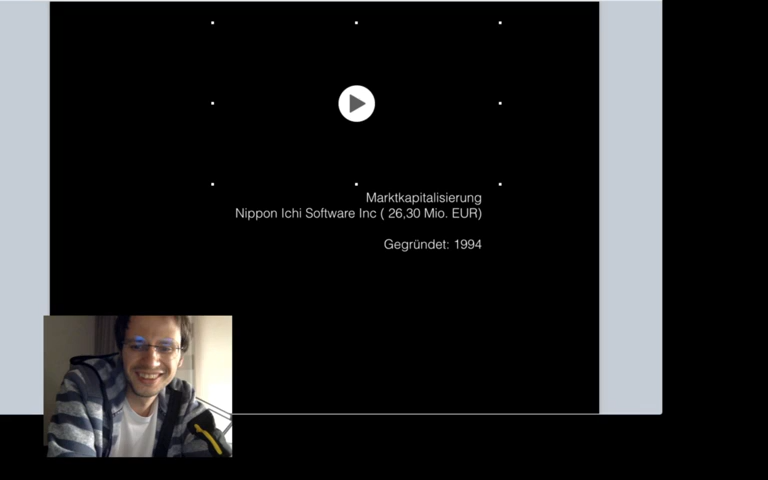 Marktkapitalisierung
Nippon Ichi Software Inc ( 26,30 Mio. EUR)
Gegründet: 1994